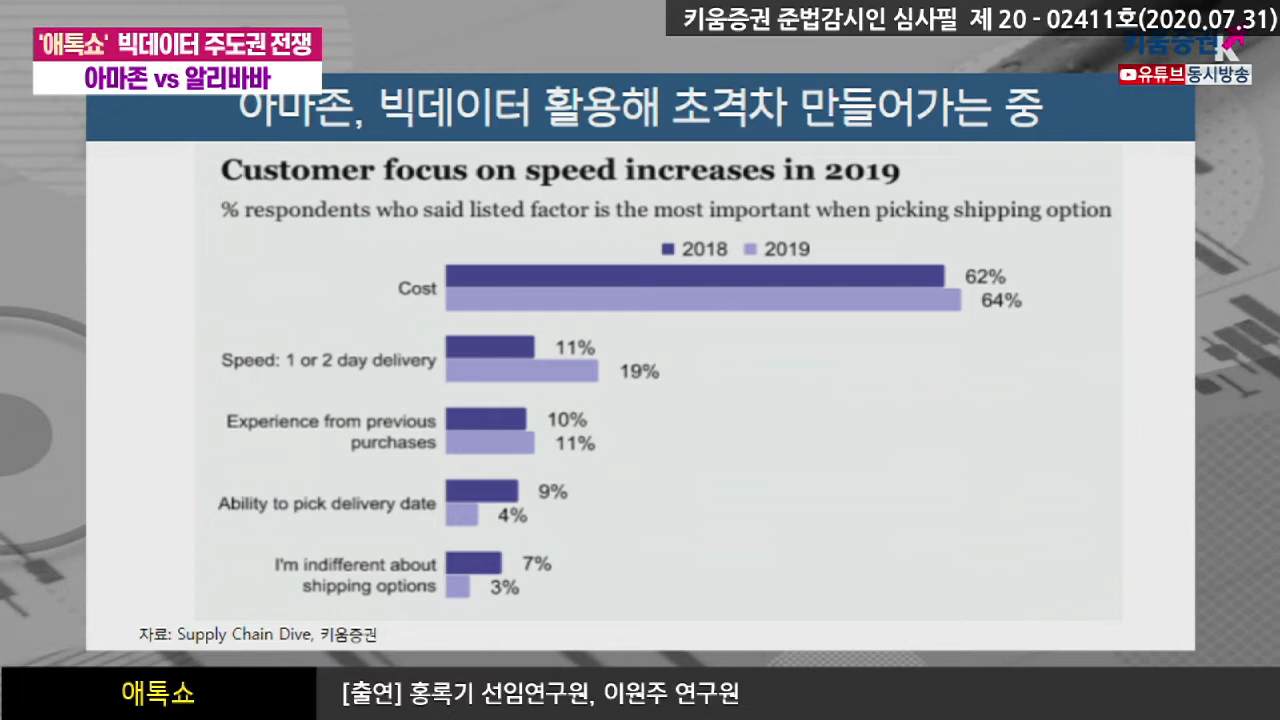 키움증권 준법감시인 심사필 제 20 - 02411호(2020.07.31)
'애톡쇼' 빅데이터 주도권 전쟁
아마존 vs 알리바바
키움증권
유튜브동시방송
아마존, 빅데이터 활용해 초격차 만들어가는 중
Customer focus on speed increases in 2019
% respondents who said listed factor is the most important when picking shipping option
2018 2019
Cost 62%
64%
Speed: 1 or 2 day delivery 11%
19%
Experience from previous purchases 10%
11%
Ability to pick delivery date 9%
4%
I'm indifferent about shipping options 7%
3%
자료: Supply Chain Dive, 키움증권
애톡쇼
[출연] 홍록기 선임연구원, 이원주 연구원